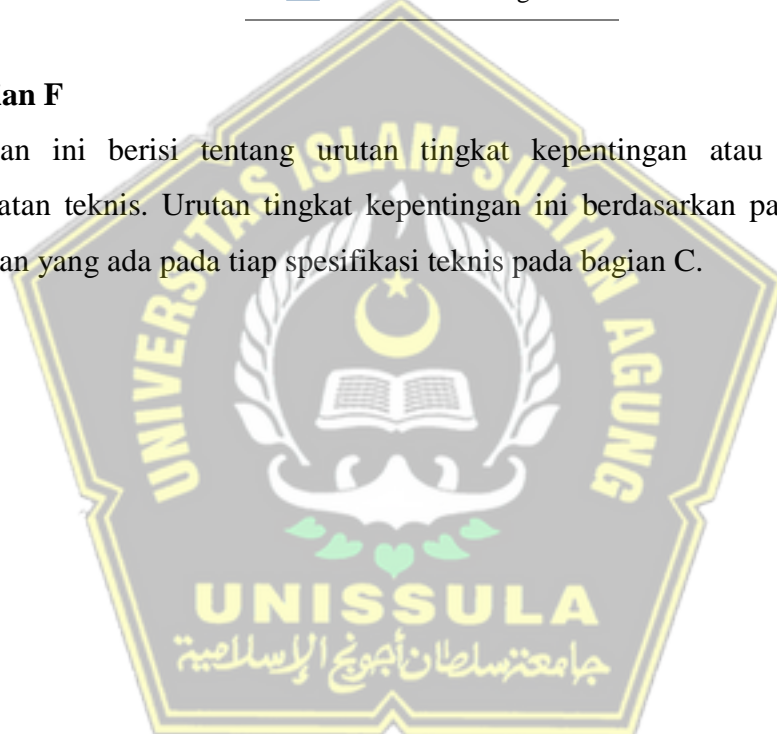 an F
an ini berisi tentang urutan tingkat kepentingan atau
atan teknis. Urutan tingkat kepentingan ini berdasarkan pa
an yang ada pada tiap spesifikasi teknis pada bagian C.
UNIVERSITAS ISLAM SULTAN AGUNG
UNISSULA
جامعة سلطان أجونج الإسلامية